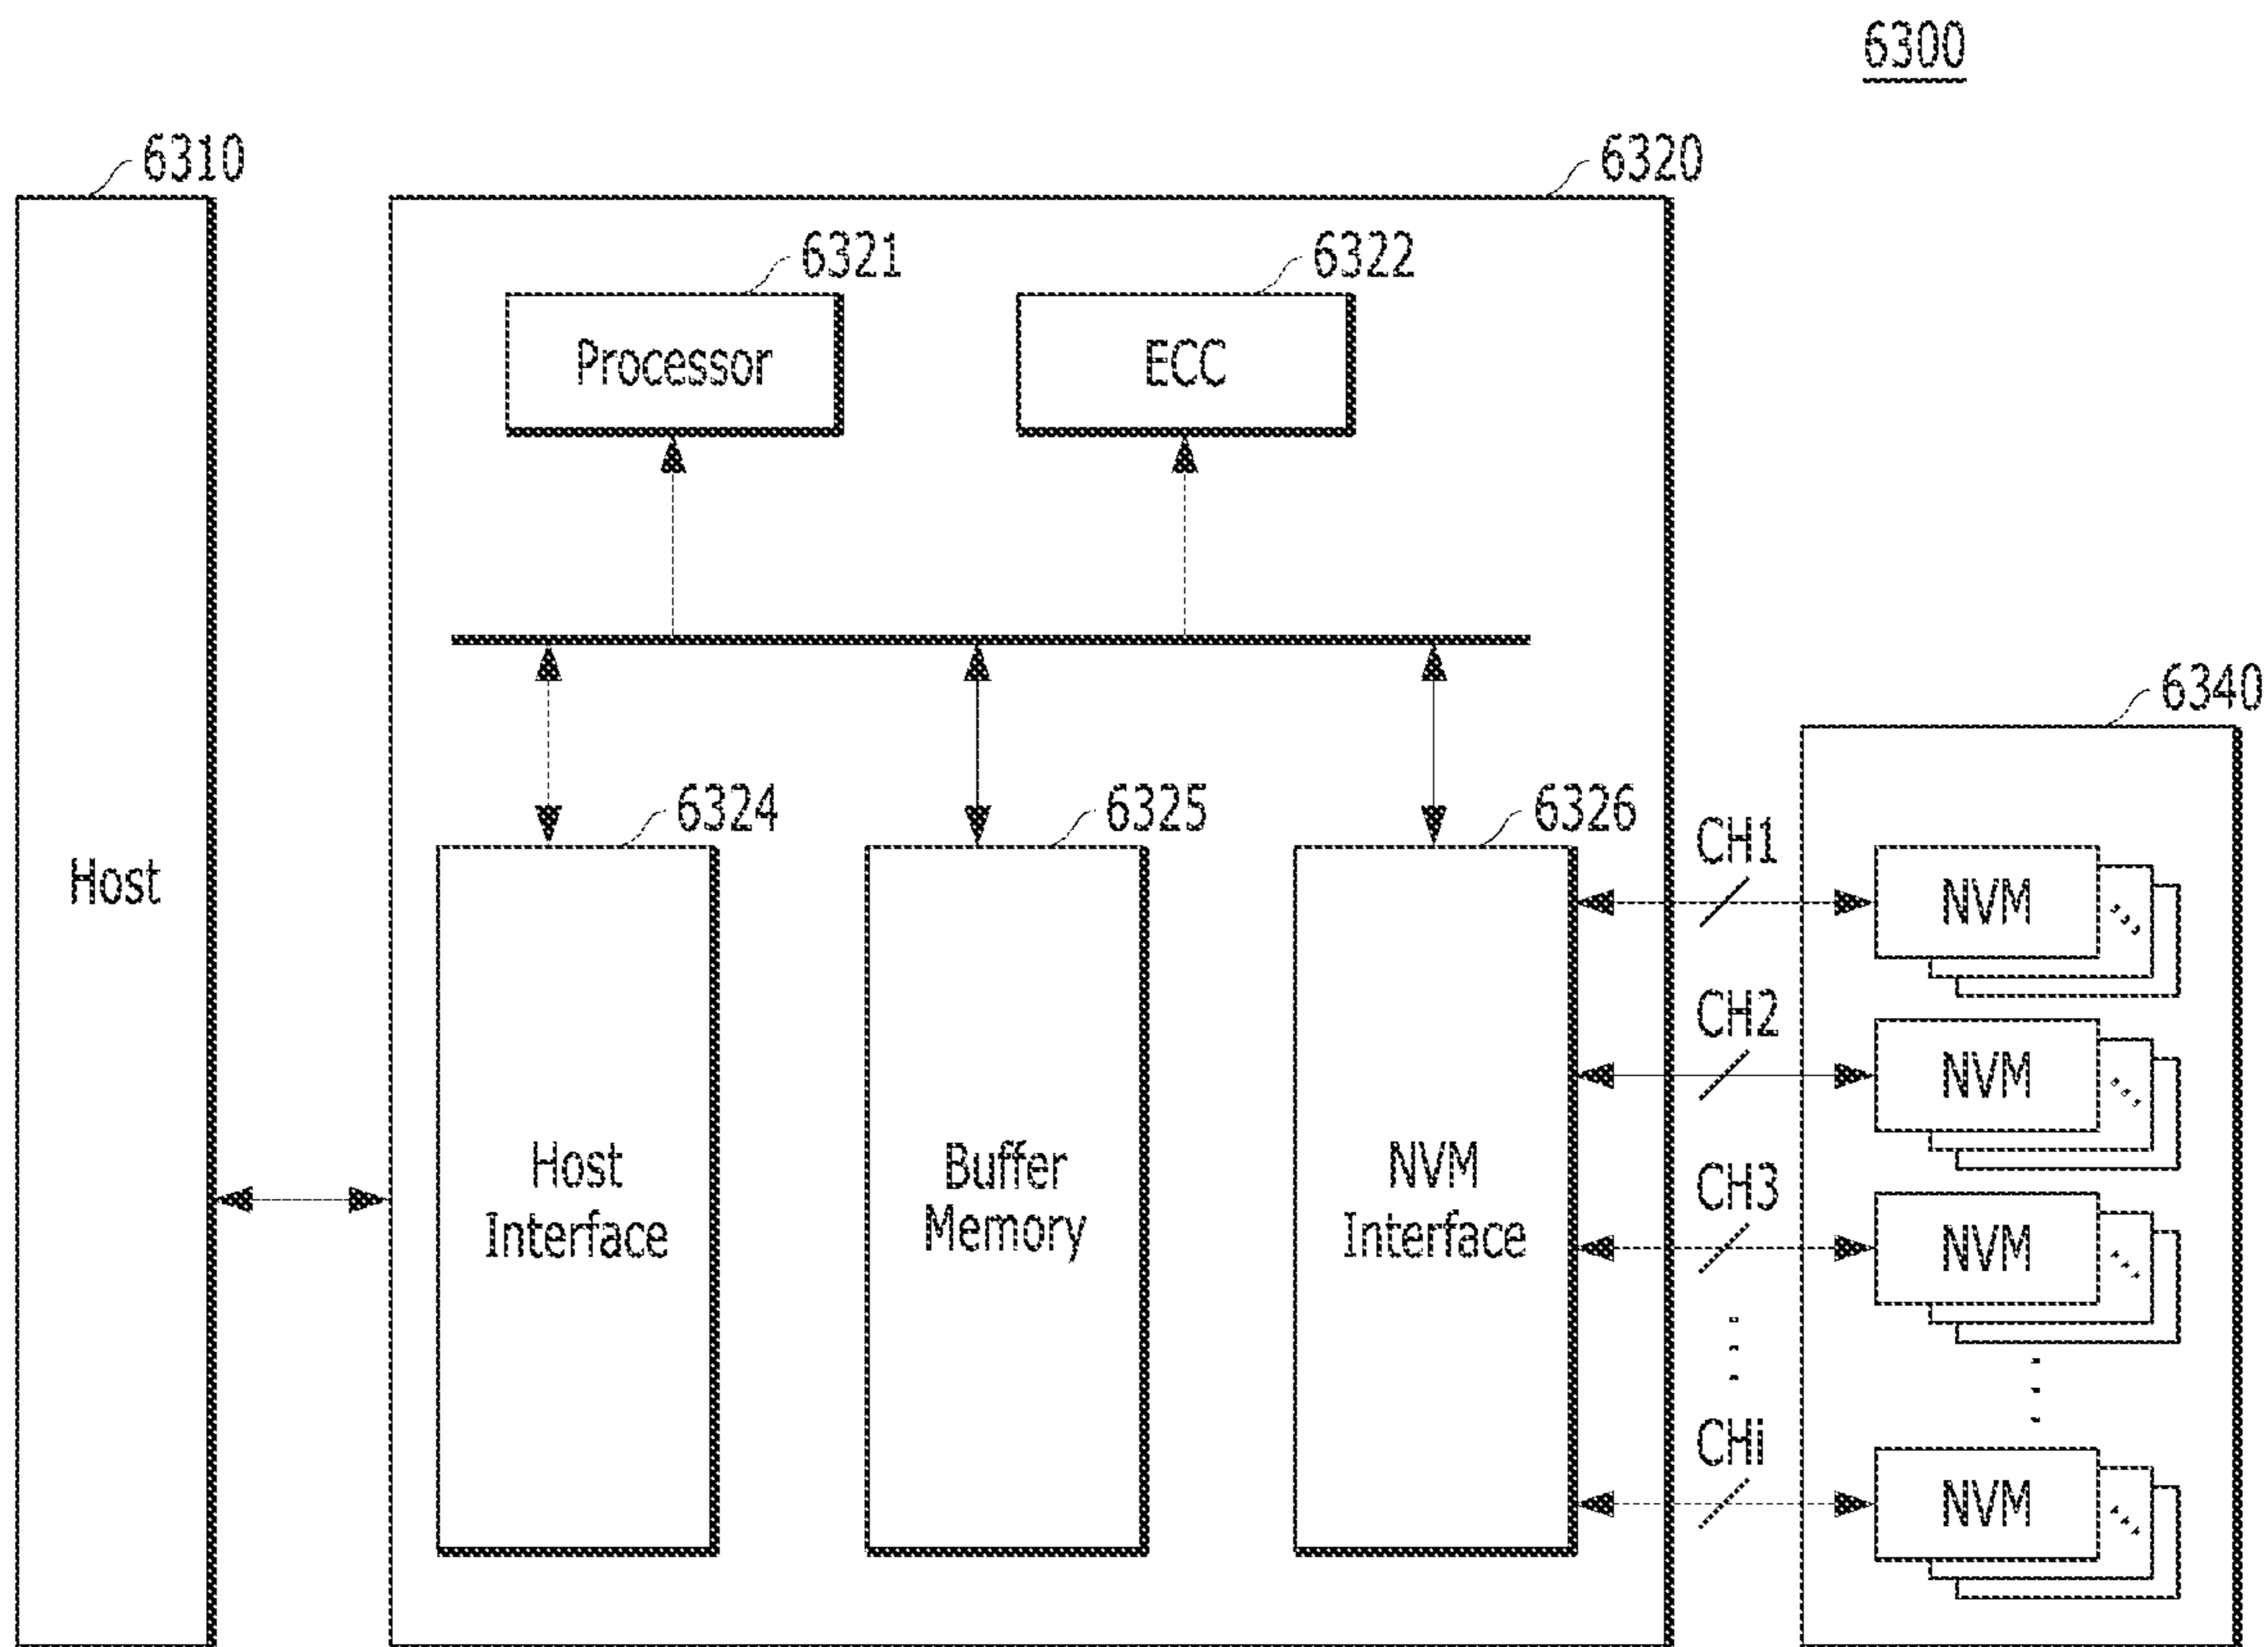 6300
6310
6320
6321
6322
Processor
ECC
6340
6324
6325
6326
CH1
Host
NVM
CH2
NVM
Host
Interface
Buffer
Memory
NVM
Interface
CH3
NVM
CHi
NVM